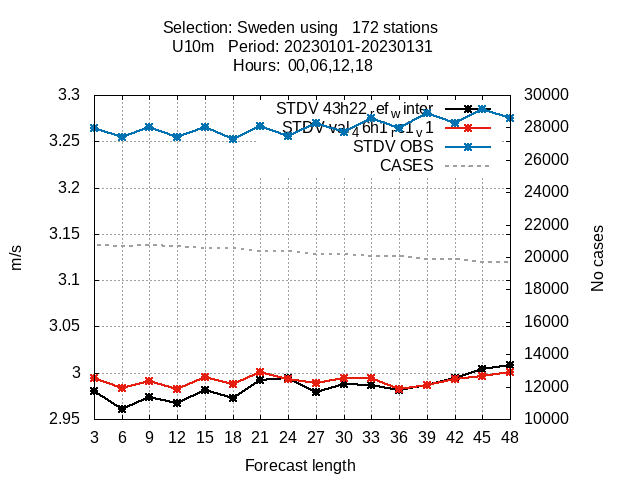 Selection: Sweden using 172 stations
U10m Period: 20230101-20230131
Hours: 00,06,12,18
3.3
3.25
3.2
3.15
3.1
3.05
3
2.95
m/s
STDV 43h22
STDV
STDV OBS
CASES
30000
28000
26000
24000
22000
20000
18000
16000
14000
12000
10000
No cases
3 6 9 12 15 18 21 24 27 30 33 36 39 42 45 48
Forecast length